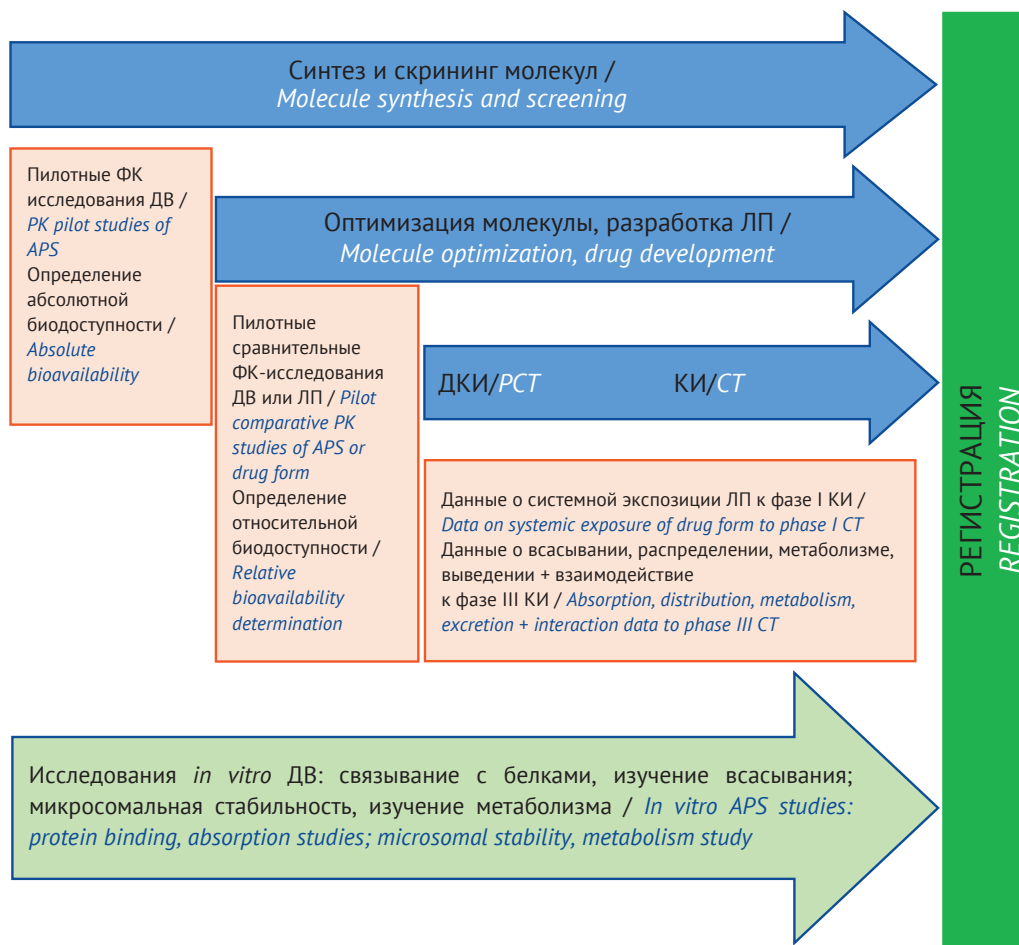 Синтез и скрининг молекул /
Molecule synthesis and screening
Пилотные ФК
исследования ДВ /
PK pilot studies of
APS
Определение
абсолютной
биодоступности /
Absolute
bioavailability
Оптимизация молекулы, разработка ЛП /
Molecule optimization, drug development
Пилотные
сравнительные
ФК-исследования
ДВ или ЛП / Pilot
comparative PK
studies of APS or
drug form
Определение
относительной
биодоступности /
Relative
bioavailability
determination
ДКИ/PCT КИ/CT
Данные о системной экспозиции ЛП к фазе I КИ /
Data on systemic exposure of drug form to phase I CT
Данные о всасывании, распределении, метаболизме,
выведении + взаимодействие
к фазе III КИ / Absorption, distribution, metabolism,
excretion + interaction data to phase III CT
Исследования in vitro ДВ: связывание с белками, изучение всасывания;
микросомальная стабильность, изучение метаболизма / In vitro APS studies:
protein binding, absorption studies; microsomal stability, metabolism study
РЕГИСТРАЦИЯ
REGISTRATION